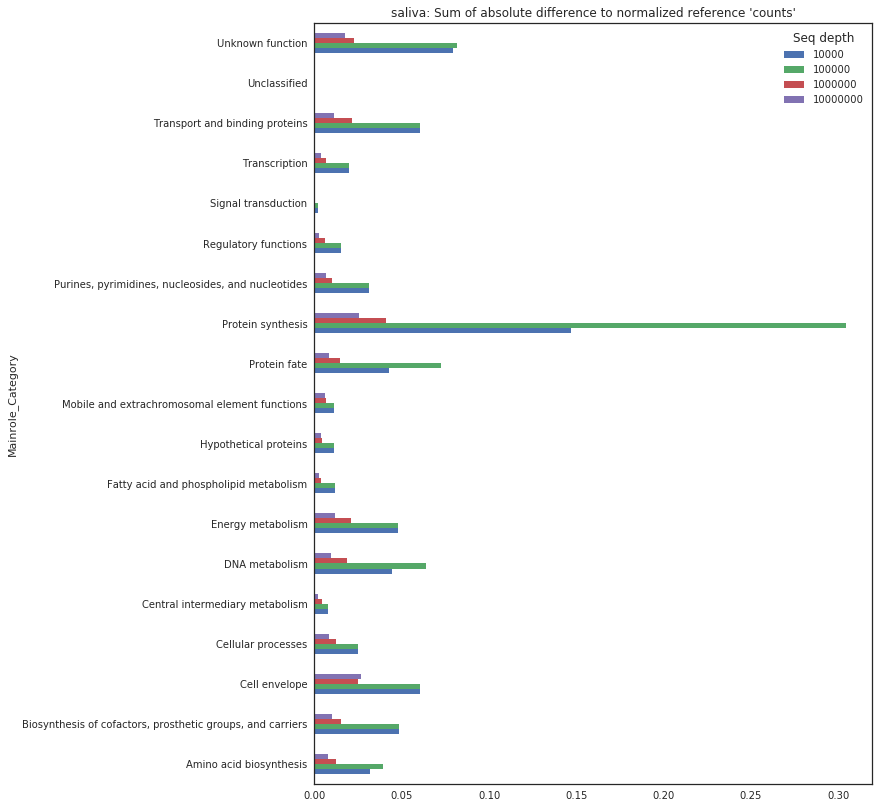 saliva: Sum of absolute difference to normalized reference 'counts'
Seq depth
10000
100000
1000000
10000000
Mainrole_Category
Unknown function
Unclassified
Transport and binding proteins
Transcription
Signal transduction
Regulatory functions
Purines, pyrimidines, nucleosides, and nucleotides
Protein synthesis
Protein fate
Mobile and extrachromosomal element functions
Hypothetical proteins
Fatty acid and phospholipid metabolism
Energy metabolism
DNA metabolism
Central intermediary metabolism
Cellular processes
Cell envelope
Biosynthesis of cofactors, prosthetic groups, and carriers
Amino acid biosynthesis
0.00 0.05 0.10 0.15 0.20 0.25 0.30